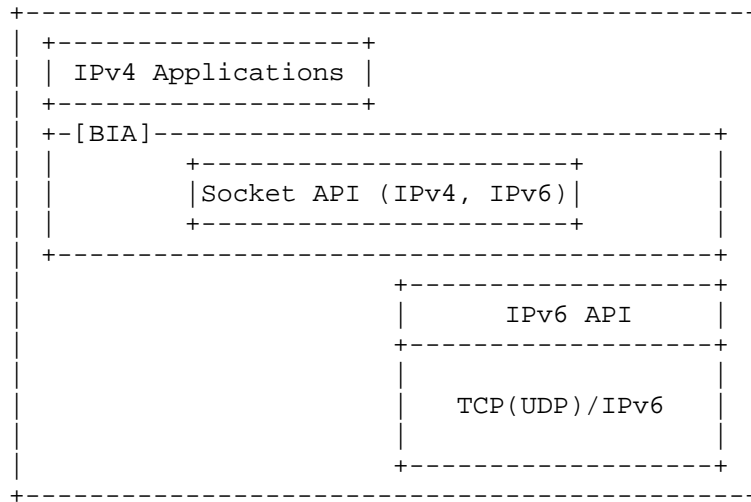 IPv4 Applications
[BIA]
Socket API (IPv4, IPv6)
IPv6 API
TCP(UDP)/IPv6